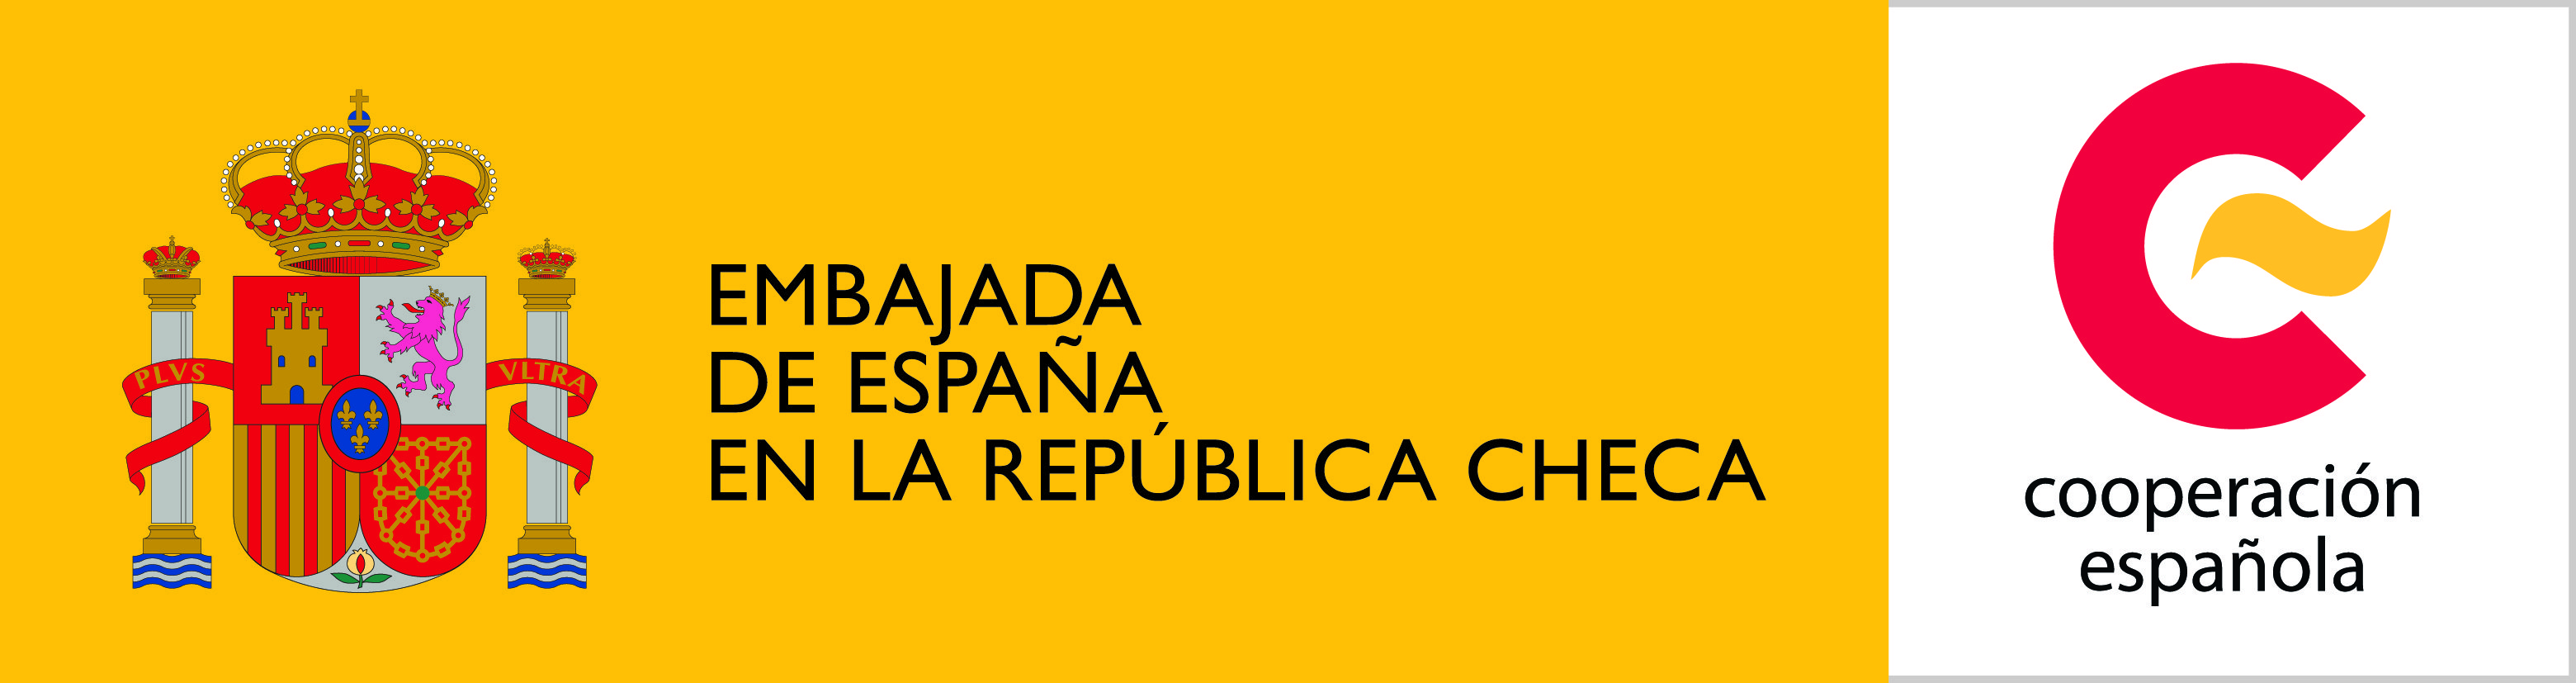 PLVS
VLTRA
EMBAJADA
DE ESPAÑA
EN LA REPÚBLICA CHECA
cooperación
española